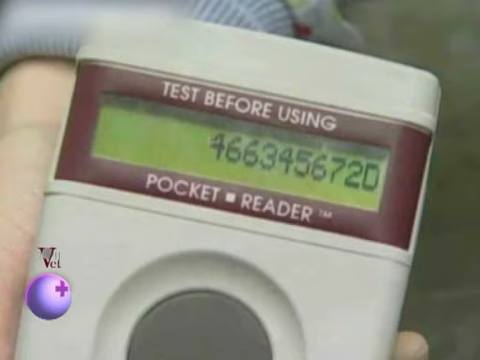 TEST BEFORE USING
466345672D
POCKET ■ READER ™
Vet